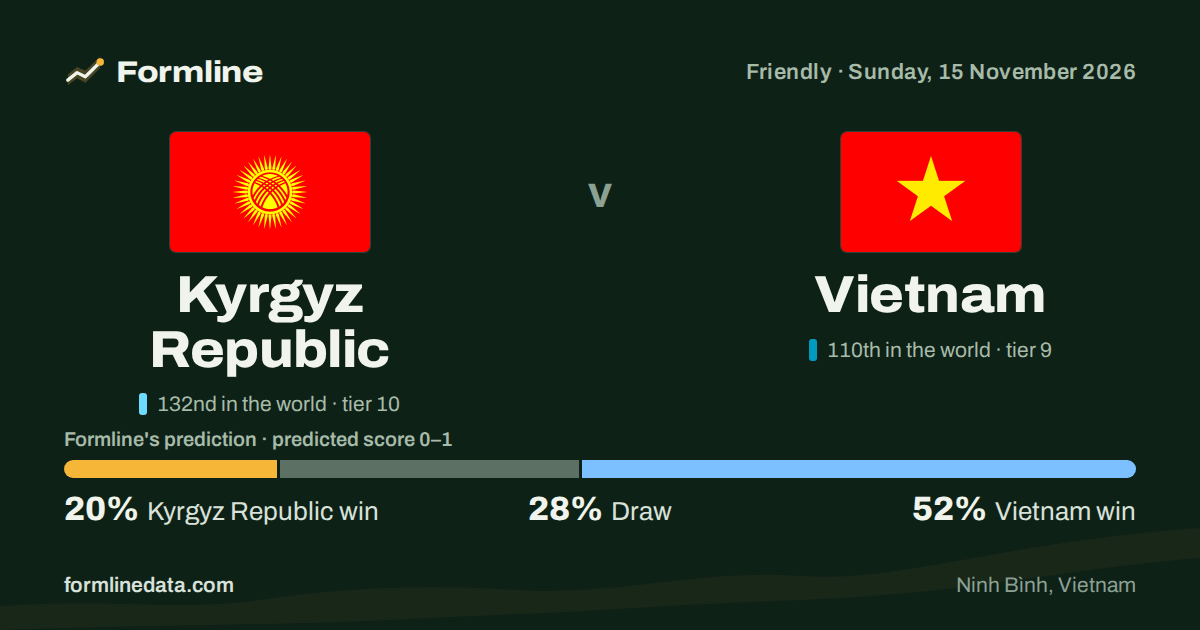 Formline
Friendly · Sunday, 15 November 2026
v
Kyrgyz
Republic
132nd in the world · tier 10
Vietnam
110th in the world · tier 9
Formline's prediction · predicted score 0–1
20% Kyrgyz Republic win
28% Draw
52% Vietnam win
formlinedata.com
Ninh Bình, Vietnam